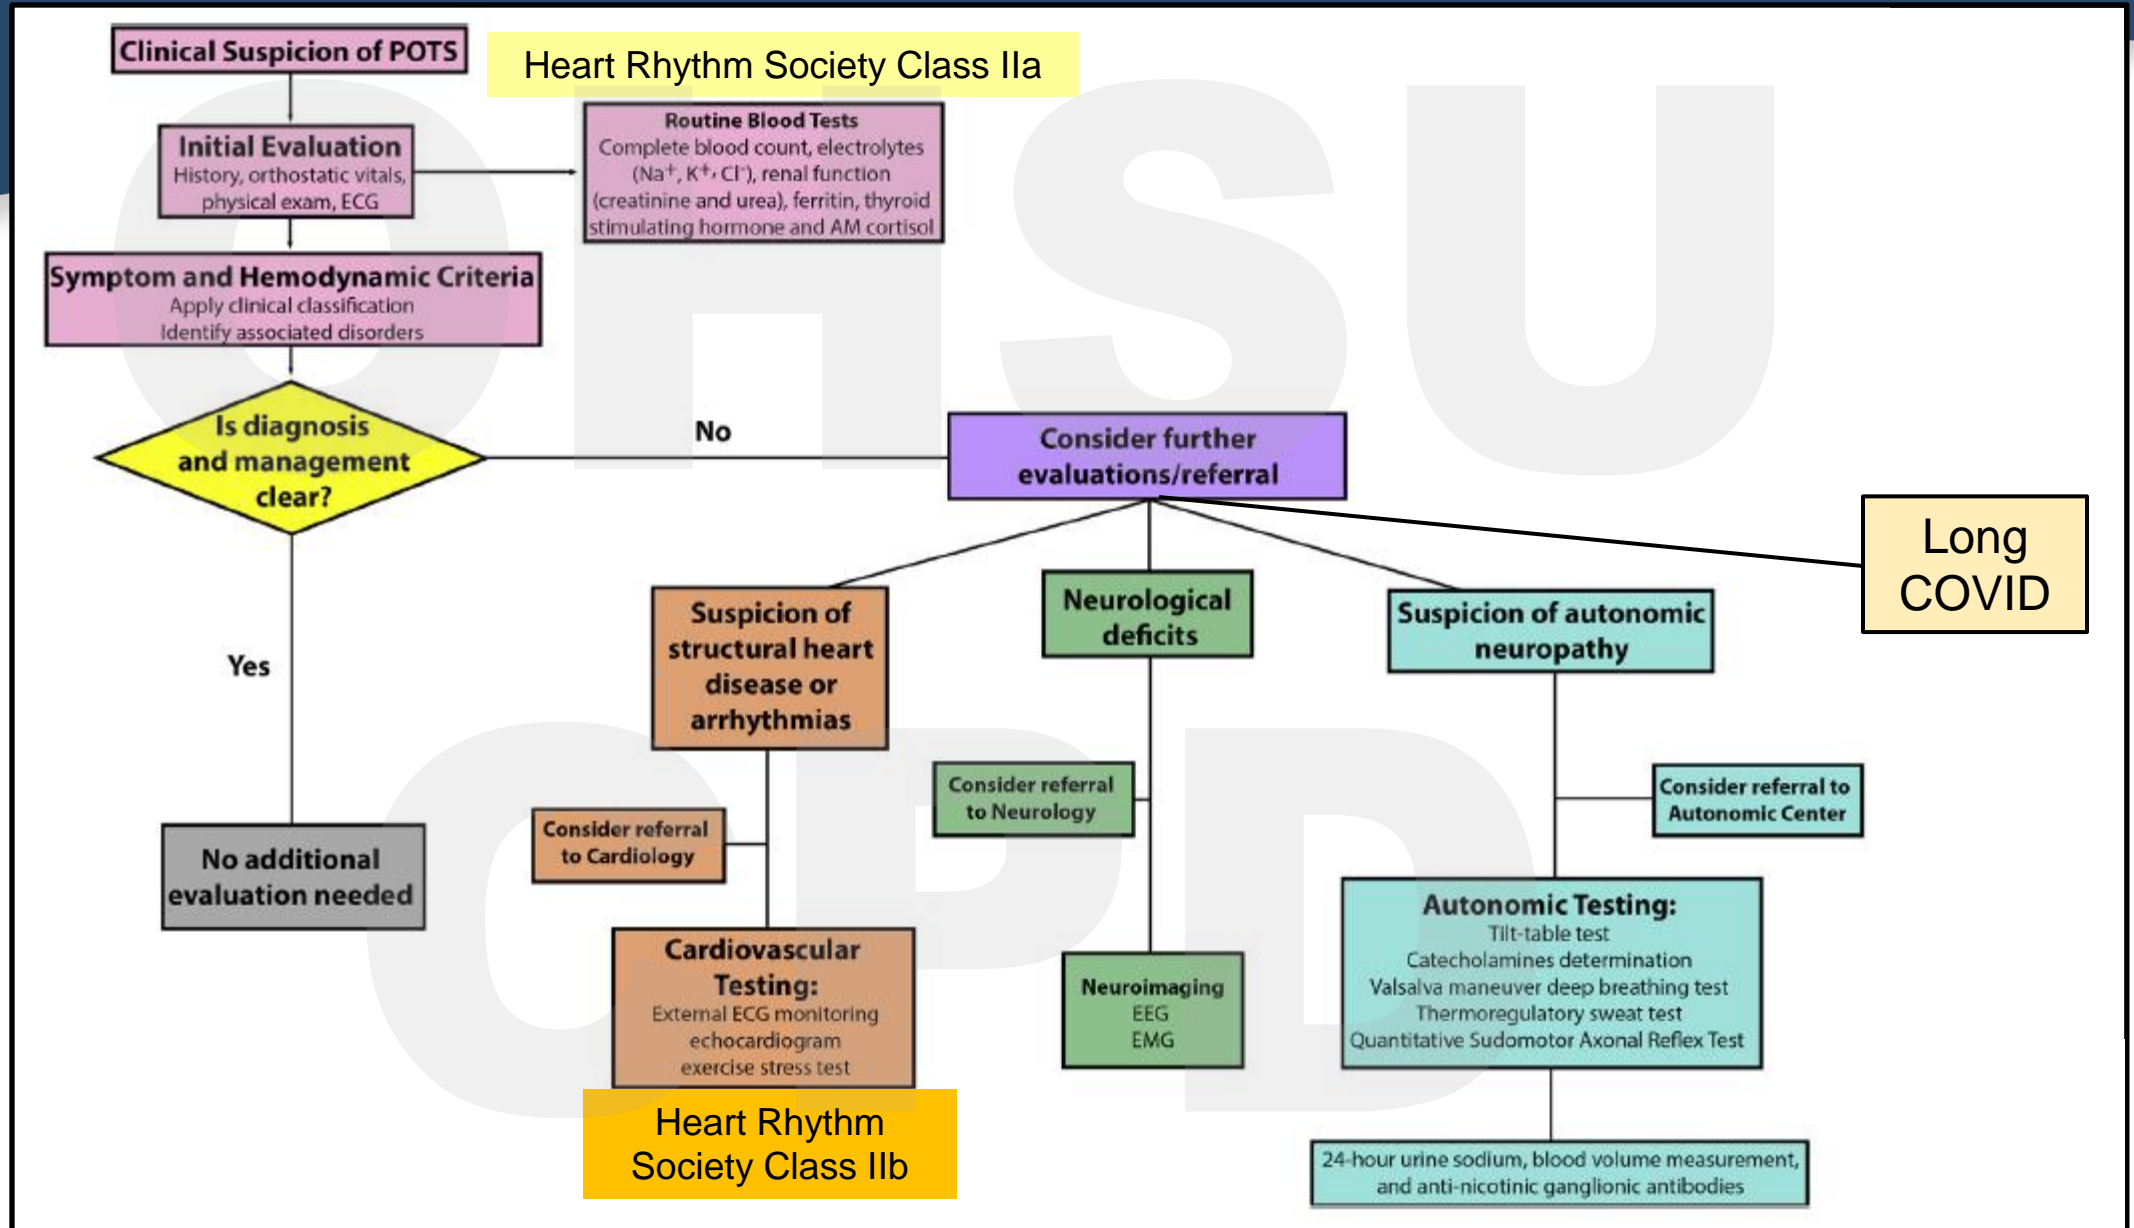 Clinical Suspicion of POTS
Heart Rhythm Society Class IIa
Initial Evaluation
History, orthostatic vitals,
physical exam, ECG
Routine Blood Tests
Complete blood count, electrolytes
(Na⁺, K⁺, Cl⁻), renal function
(creatinine and urea), ferritin, thyroid
stimulating hormone and AM cortisol
Symptom and Hemodynamic Criteria
Apply clinical classification
Identify associated disorders
Is diagnosis
and management
clear?
No
Yes
No additional
evaluation needed
Consider further
evaluations/referral
Long
COVID
Suspicion of
structural heart
disease or
arrhythmias
Consider referral
to Cardiology
Cardiovascular
Testing:
External ECG monitoring
echocardiogram
exercise stress test
Heart Rhythm
Society Class IIb
Neurological
deficits
Consider referral
to Neurology
Neuroimaging
EEG
EMG
Suspicion of autonomic
neuropathy
Consider referral to
Autonomic Center
Autonomic Testing:
Tilt-table test
Catecholamines determination
Valsalva maneuver deep breathing test
Thermoregulatory sweat test
Quantitative Sudomotor Axonal Reflex Test
24-hour urine sodium, blood volume measurement,
and anti-nicotinic ganglionic antibodies
OHSU
CPD